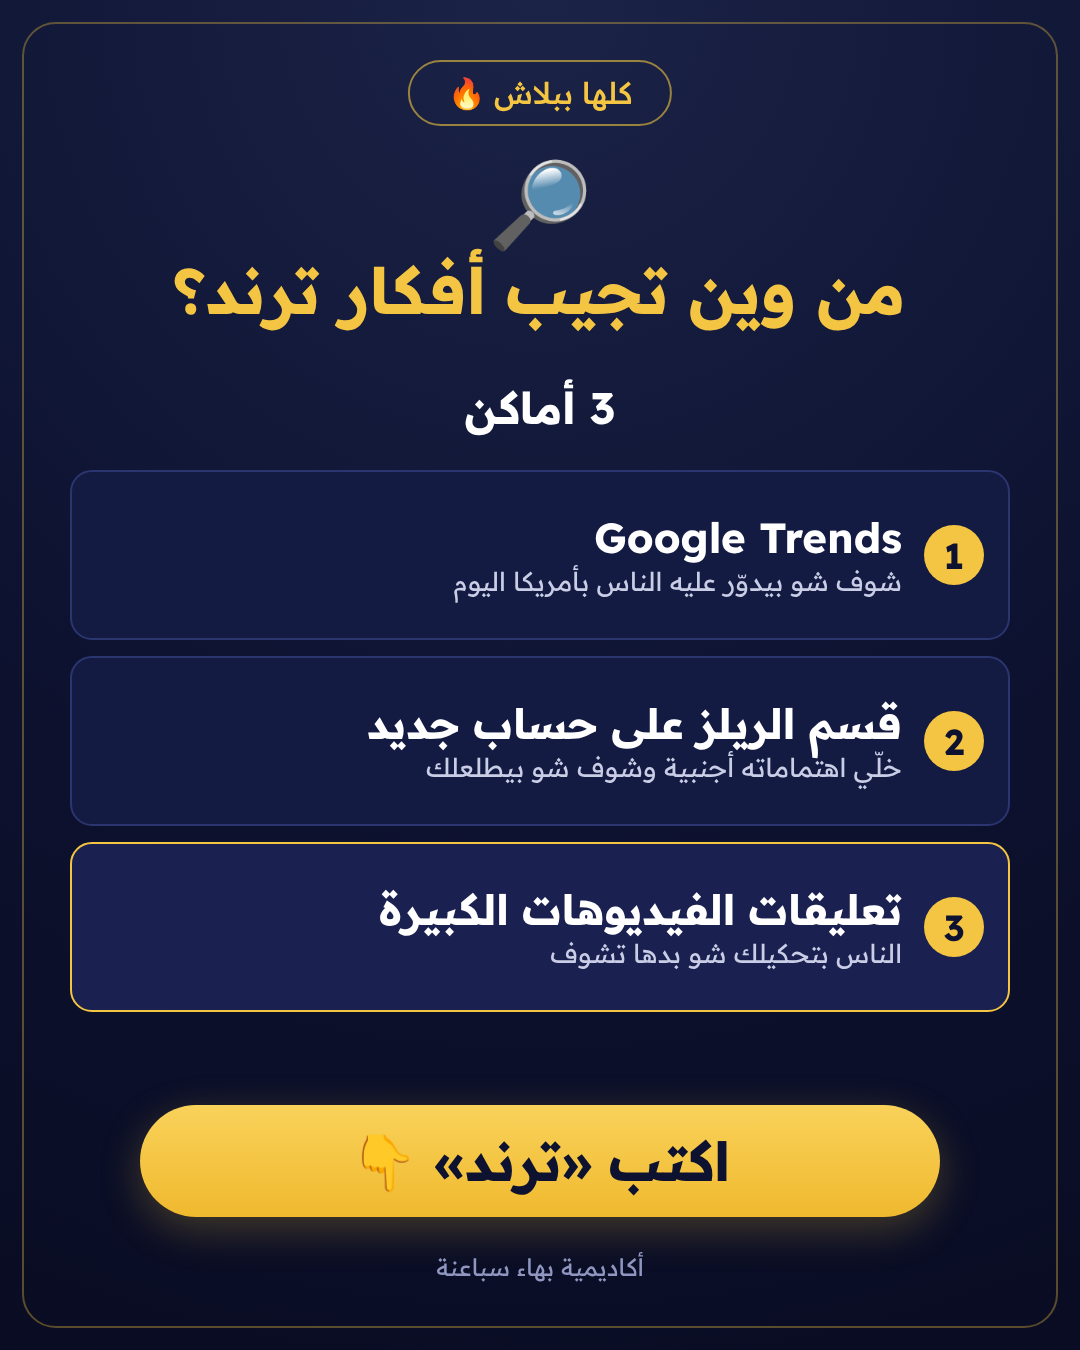 كلها ببلاش 🔥
من وين تجيب أفكار ترند؟
3 أماكن
1
Google Trends
شوف شو بيدوّر عليه الناس بأمريكا اليوم
2
قسم الريلز على حساب جديد
خلّي اهتماماته أجنبية وشوف شو بيطلعلك
3
تعليقات الفيديوهات الكبيرة
الناس بتحكيلك شو بدها تشوف
اكتب «ترند» 👇
أكاديمية بهاء سباعنة